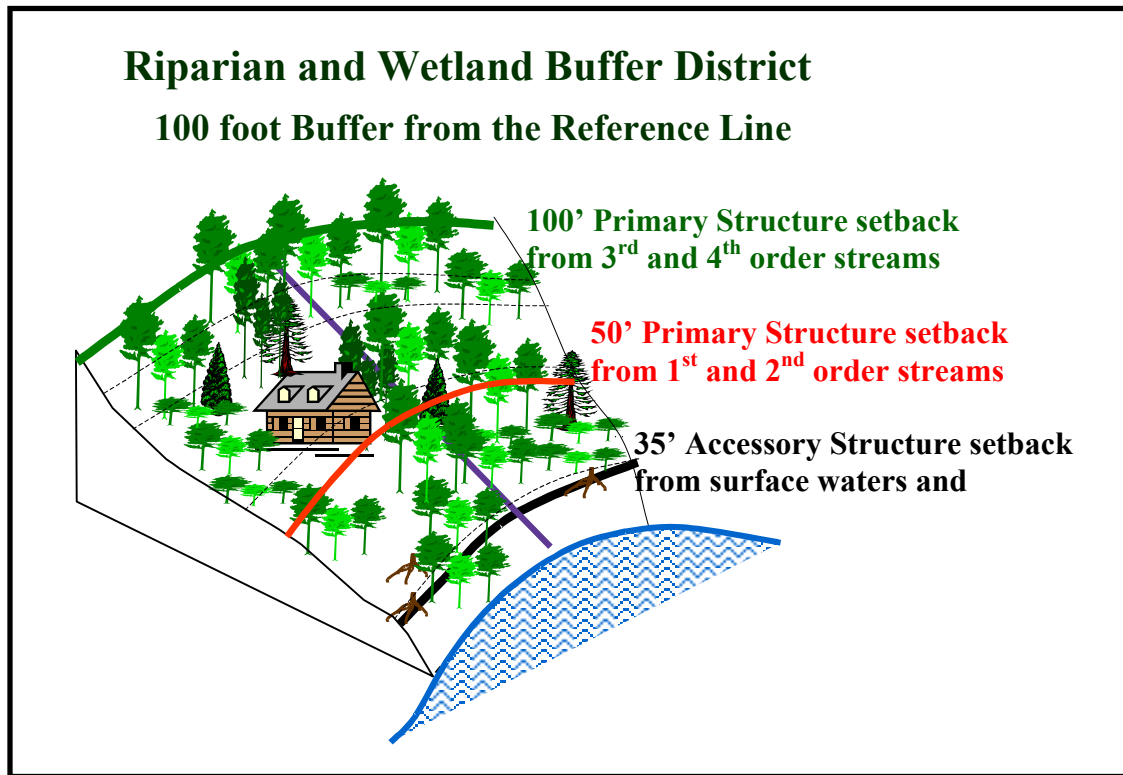 Riparian and Wetland Buffer District
100 foot Buffer from the Reference Line
100’ Primary Structure setback
from 3rd and 4th order streams
50’ Primary Structure setback
from 1st and 2nd order streams
35’ Accessory Structure setback
from surface waters and